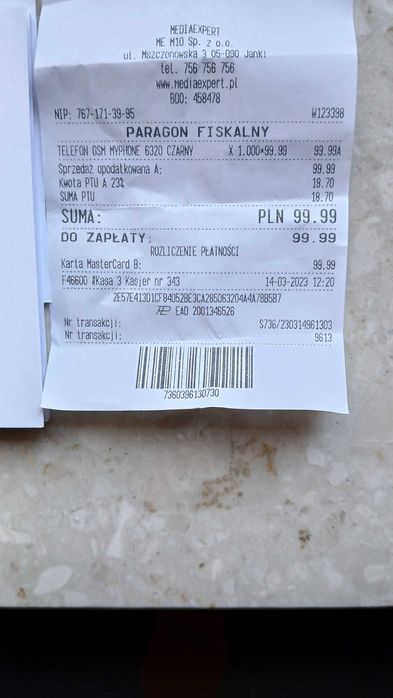 MEDIAEXPERT
ME M10 Sp. z o.o.
ul. Mszczonowska 3 05-090 Janki
tel. 756 756 756
www.mediaexpert.pl
BDO: 458478
NIP: 767-171-39-95 W123398
PARAGON FISKALNY
TELEFON GSM MYPHONE 6320 CZARNY X 1.000*99.99 99.99A
Sprzedaż opodatkowana A: 99.99
Kwota PTU A 23% 18.70
SUMA PTU 18.70
SUMA: PLN 99.99
DO ZAPŁATY: 99.99
ROZLICZENIE PŁATNOŚCI
Karta MasterCard B: 99.99
F46600 #Kasa 3 Kasjer nr 343 14-03-2023 12:20
2E57E413D1CF84052BE3CA285063204A4A78B5B7
EAD 2001346526
Nr transakcji: S736/230314961303
Nr transakcji: 9613
7360396130730